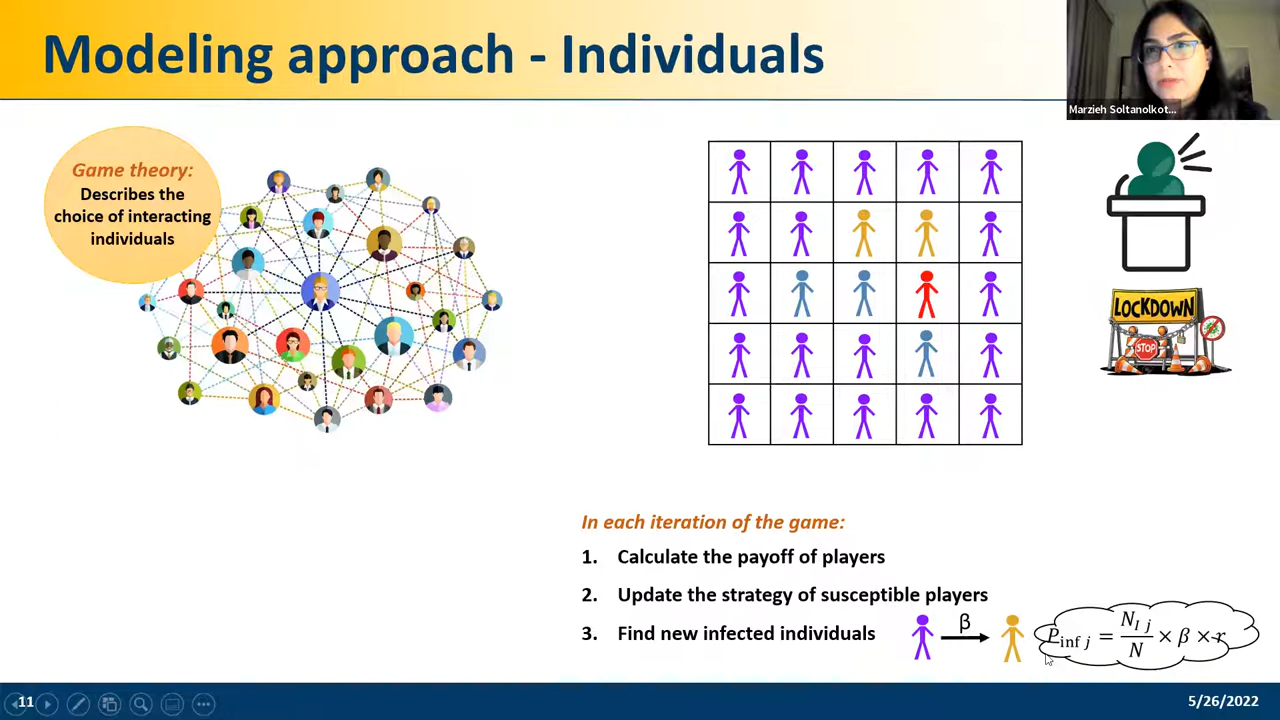 Modeling approach - Individuals
Marzieh Soltanolkot...
Game theory:
Describes the
choice of interacting
individuals
LOCKDOWN
STOP
In each iteration of the game:
1. Calculate the payoff of players
2. Update the strategy of susceptible players
3. Find new infected individuals
β
P_inf j = N_I j / N × β × r
11
5/26/2022